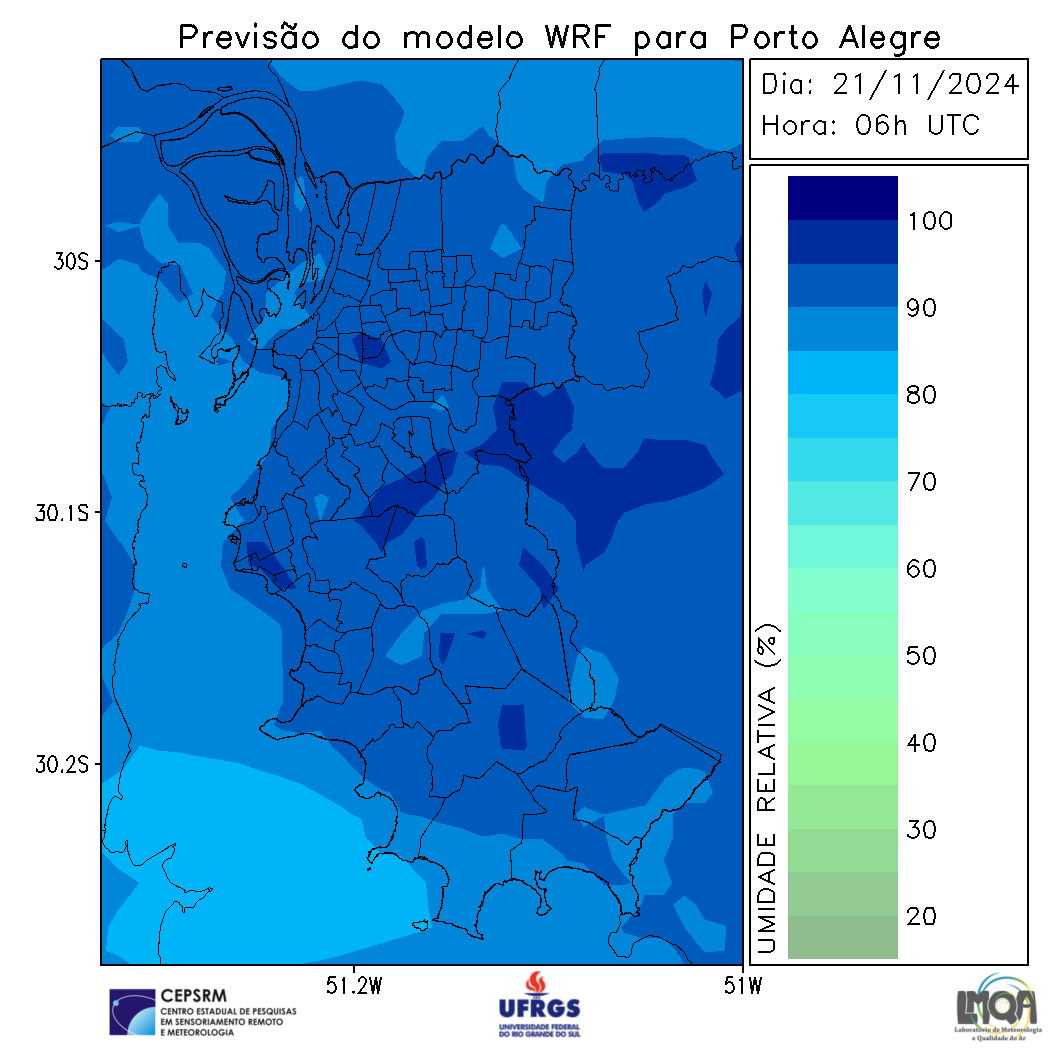 Previsão do modelo WRF para Porto Alegre
Dia: 21/11/2024
Hora: 06h UTC
30S
30.1S
30.2S
51.2W
51W
100
90
80
70
60
50
40
30
20
UMIDADE RELATIVA (%)
CEPSRM
CENTRO ESTADUAL DE PESQUISAS
EM SENSORIAMENTO REMOTO
E METEOROLOGIA
UFRGS
UNIVERSIDADE FEDERAL
DO RIO GRANDE DO SUL
LMQA
Laboratório de Meteorologia
e Qualidade do Ar